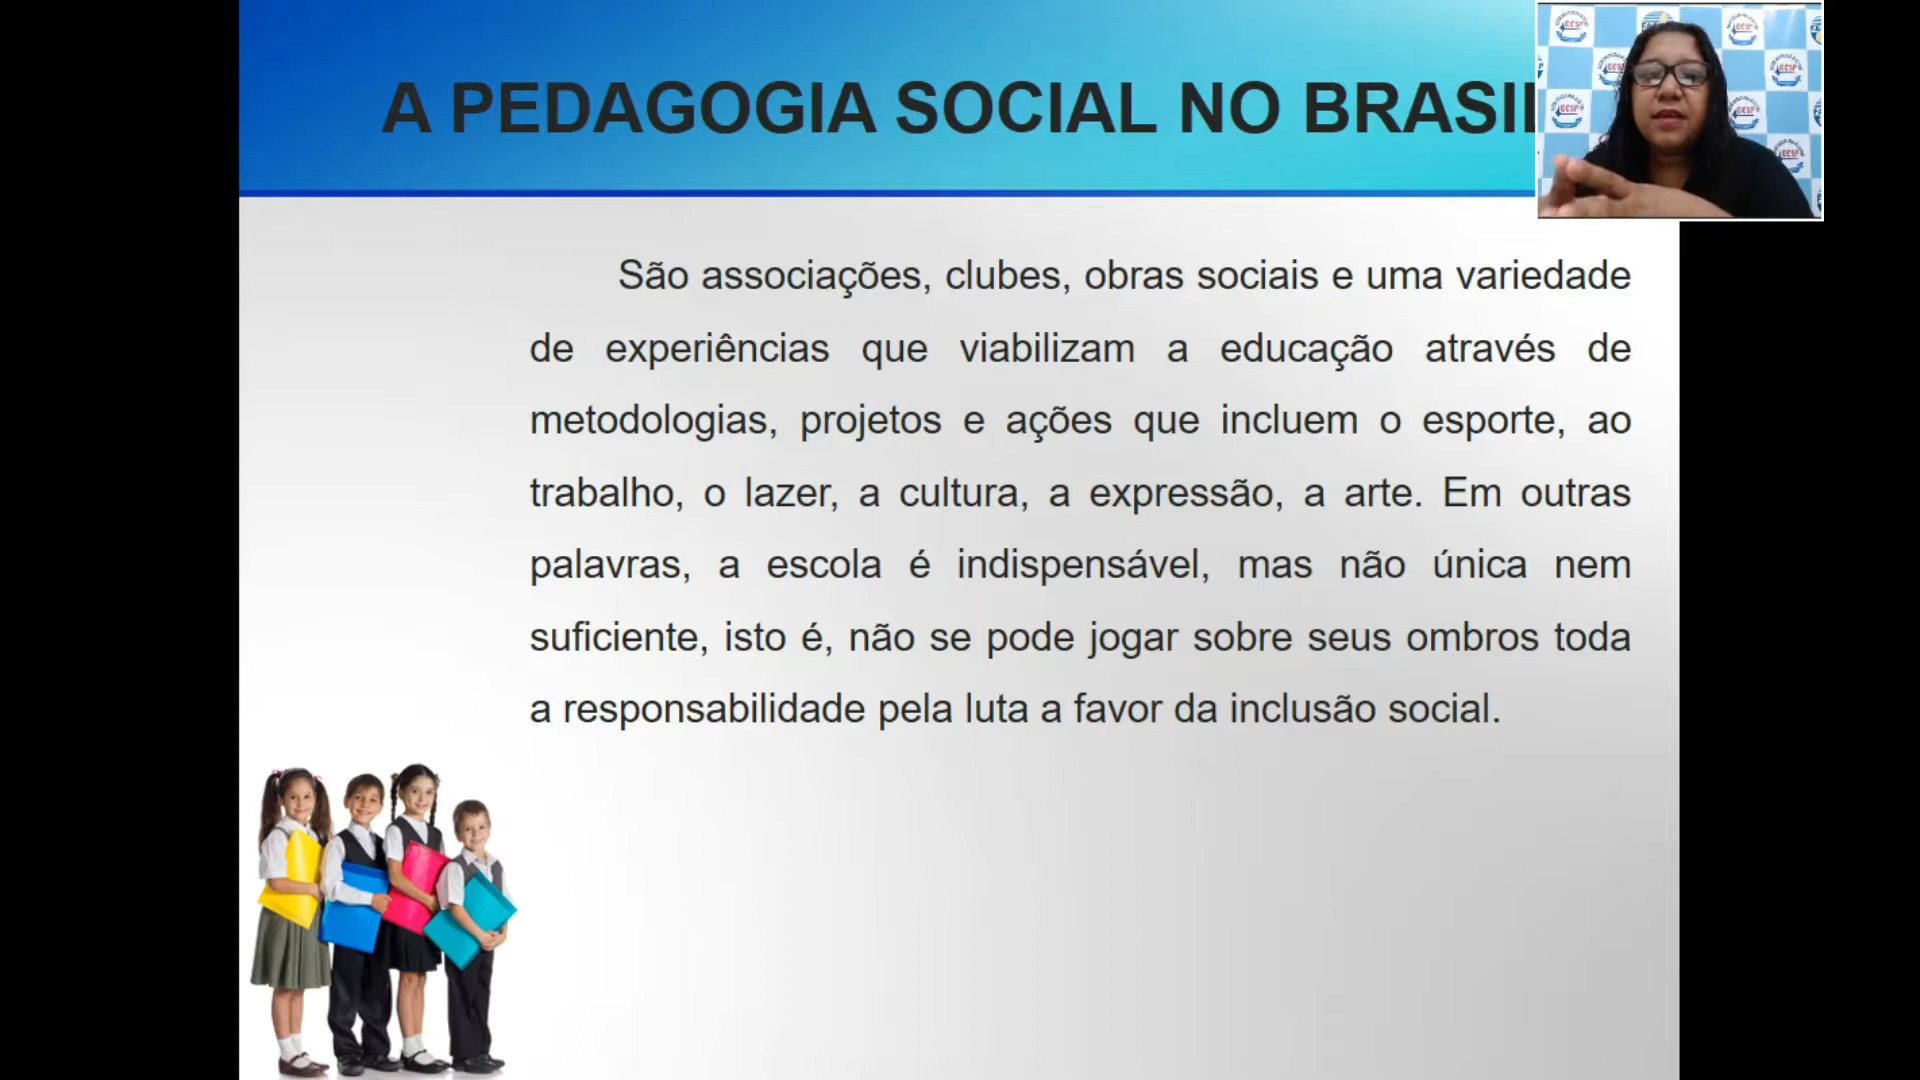 A PEDAGOGIA SOCIAL NO BRASIL
São associações, clubes, obras sociais e uma variedade
de experiências que viabilizam a educação através de
metodologias, projetos e ações que incluem o esporte, ao
trabalho, o lazer, a cultura, a expressão, a arte. Em outras
palavras, a escola é indispensável, mas não única nem
suficiente, isto é, não se pode jogar sobre seus ombros toda
a responsabilidade pela luta a favor da inclusão social.